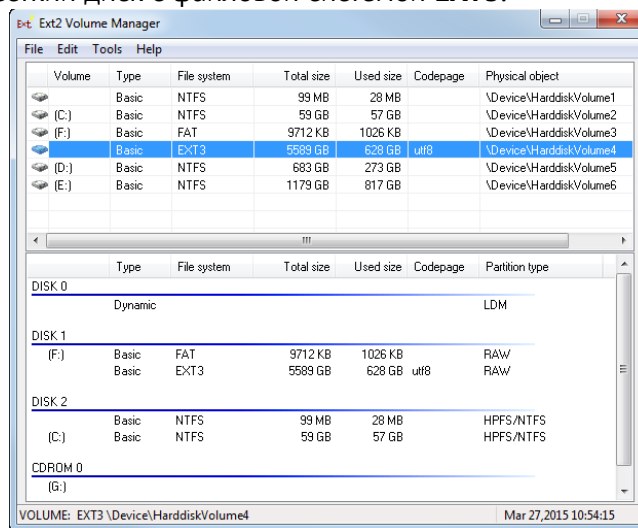 диск с файловой системой EXT3.
Ext2 Volume Manager
File Edit Tools Help
Volume Type File system Total size Used size Codepage Physical object
Basic NTFS 99 MB 28 MB \Device\HarddiskVolume1
(C:) Basic NTFS 59 GB 57 GB \Device\HarddiskVolume2
(F:) Basic FAT 9712 KB 1026 KB \Device\HarddiskVolume3
Basic EXT3 5589 GB 628 GB utf8 \Device\HarddiskVolume4
(D:) Basic NTFS 683 GB 273 GB \Device\HarddiskVolume5
(E:) Basic NTFS 1179 GB 817 GB \Device\HarddiskVolume6
Type File system Total size Used size Codepage Partition type
DISK 0
Dynamic LDM
DISK 1
(F:) Basic FAT 9712 KB 1026 KB RAW
Basic EXT3 5589 GB 628 GB utf8 RAW
DISK 2
Basic NTFS 99 MB 28 MB HPFS/NTFS
(C:) Basic NTFS 59 GB 57 GB HPFS/NTFS
CDROM 0
(G:)
VOLUME: EXT3 \Device\HarddiskVolume4 Mar 27,2015 10:54:15